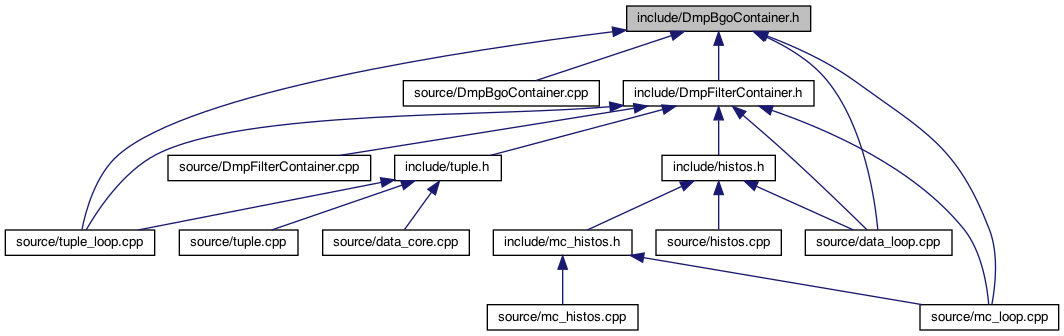 include/DmpBgoContainer.h
source/DmpBgoContainer.cpp
include/DmpFilterContainer.h
source/DmpFilterContainer.cpp
include/tuple.h
include/histos.h
source/tuple_loop.cpp
source/tuple.cpp
source/data_core.cpp
include/mc_histos.h
source/histos.cpp
source/data_loop.cpp
source/mc_histos.cpp
source/mc_loop.cpp